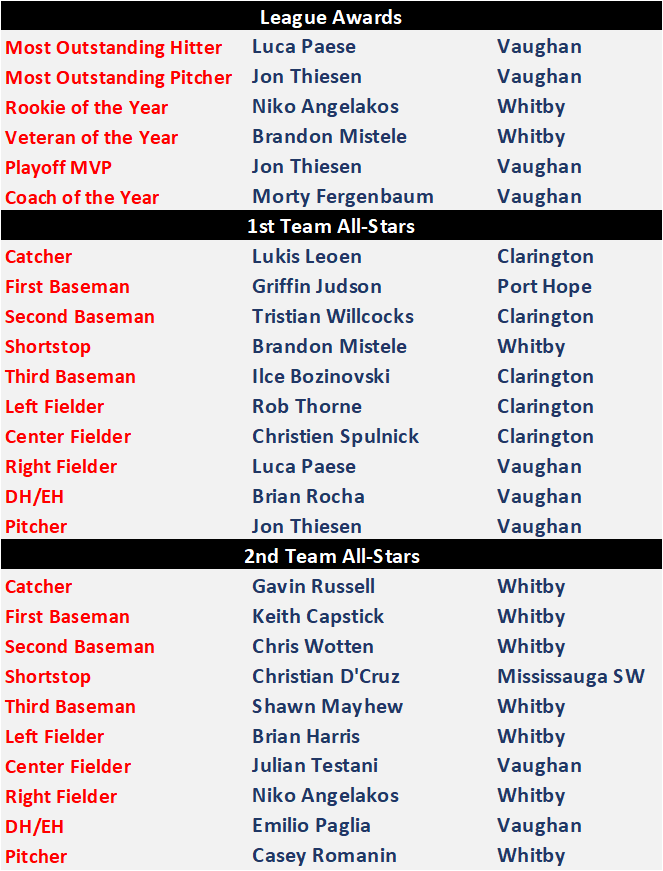 League Awards
Most Outstanding Hitter Luca Paese Vaughan
Most Outstanding Pitcher Jon Thiesen Vaughan
Rookie of the Year Niko Angelakos Whitby
Veteran of the Year Brandon Mistele Whitby
Playoff MVP Jon Thiesen Vaughan
Coach of the Year Morty Fergenbaum Vaughan
1st Team All-Stars
Catcher Lukis Leoen Clarington
First Baseman Griffin Judson Port Hope
Second Baseman Tristian Willcocks Clarington
Shortstop Brandon Mistele Whitby
Third Baseman Ilce Bozinovski Clarington
Left Fielder Rob Thorne Clarington
Center Fielder Christien Spulnick Clarington
Right Fielder Luca Paese Vaughan
DH/EH Brian Rocha Vaughan
Pitcher Jon Thiesen Vaughan
2nd Team All-Stars
Catcher Gavin Russell Whitby
First Baseman Keith Capstick Whitby
Second Baseman Chris Wotten Whitby
Shortstop Christian D'Cruz Mississauga SW
Third Baseman Shawn Mayhew Whitby
Left Fielder Brian Harris Whitby
Center Fielder Julian Testani Vaughan
Right Fielder Niko Angelakos Whitby
DH/EH Emilio Paglia Vaughan
Pitcher Casey Romanin Whitby